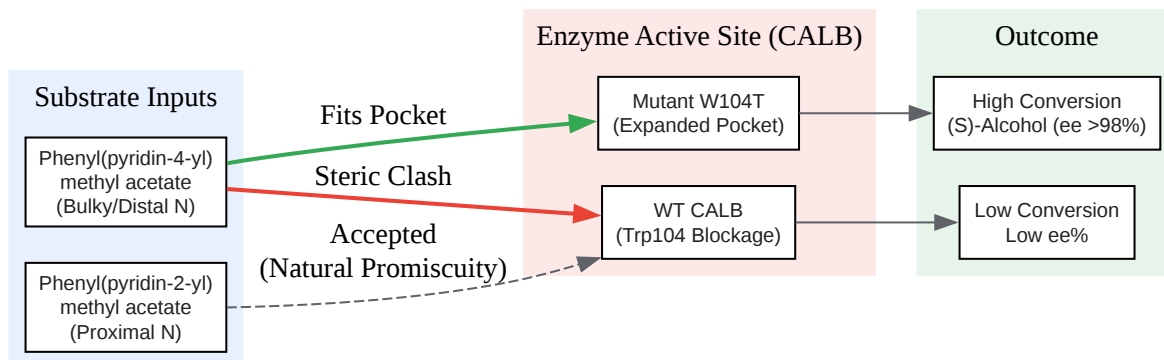 Substrate Inputs
Phenyl(pyridin-4-yl)
methyl acetate
(Bulky/Distal N)
Phenyl(pyridin-2-yl)
methyl acetate
(Proximal N)
Fits Pocket
Steric Clash
Accepted
(Natural Promiscuity)
Enzyme Active Site (CALB)
Mutant W104T
(Expanded Pocket)
WT CALB
(Trp104 Blockage)
Outcome
High Conversion
(S)-Alcohol (ee >98%)
Low Conversion
Low ee%